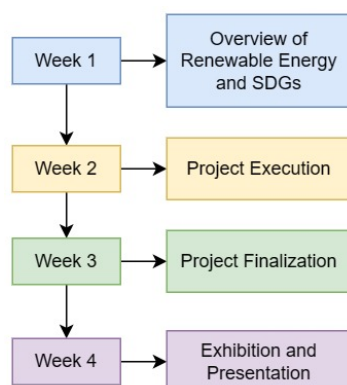 Week 1
Overview of
Renewable Energy
and SDGs
Week 2
Project Execution
Week 3
Project Finalization
Week 4
Exhibition and
Presentation